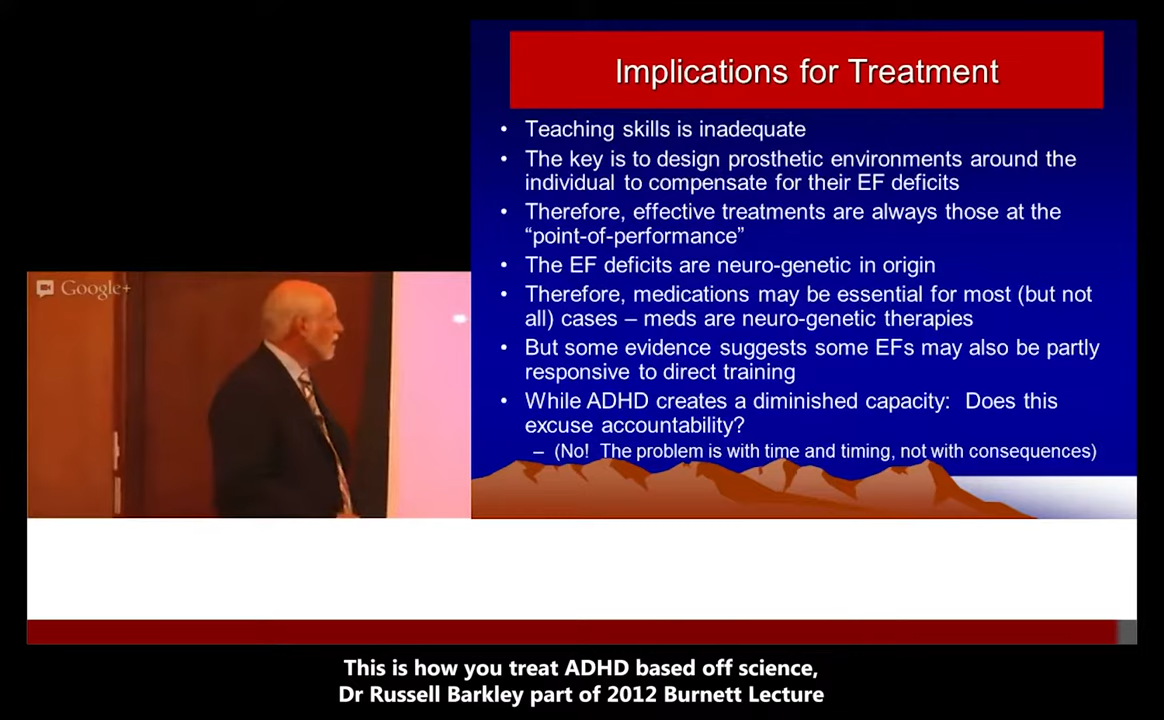 Implications for Treatment
• Teaching skills is inadequate
• The key is to design prosthetic environments around the
individual to compensate for their EF deficits
• Therefore, effective treatments are always those at the
“point-of-performance”
• The EF deficits are neuro-genetic in origin
• Therefore, medications may be essential for most (but not
all) cases – meds are neuro-genetic therapies
• But some evidence suggests some EFs may also be partly
responsive to direct training
• While ADHD creates a diminished capacity: Does this
excuse accountability?
– (No! The problem is with time and timing, not with consequences)
Google+
This is how you treat ADHD based off science,
Dr Russell Barkley part of 2012 Burnett Lecture